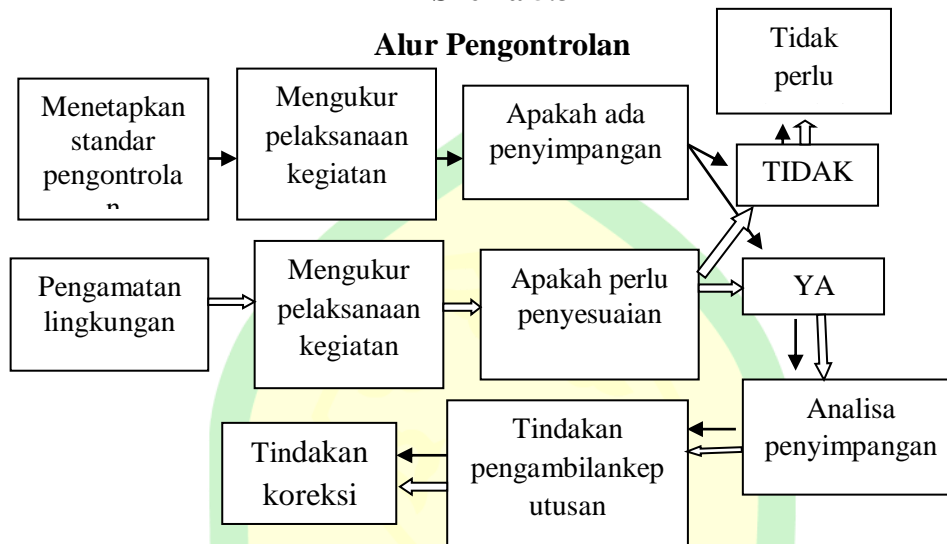 Alur Pengontrolan
Tidak
perlu
Menetapkan
standar
pengontrola
n
Mengukur
pelaksanaan
kegiatan
Apakah ada
penyimpangan
TIDAK
Pengamatan
lingkungan
Mengukur
pelaksanaan
kegiatan
Apakah perlu
penyesuaian
YA
Analisa
penyimpangan
Tindakan
pengambilankep
utusan
Tindakan
koreksi